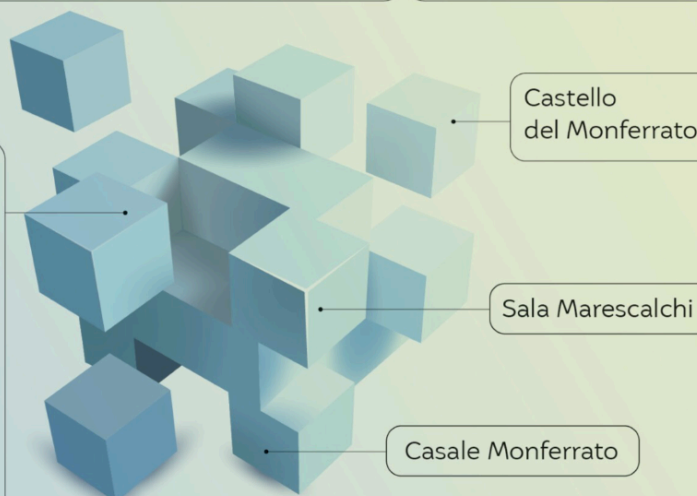 Castello
del Monferrato
Sala Marescalchi
Casale Monferrato